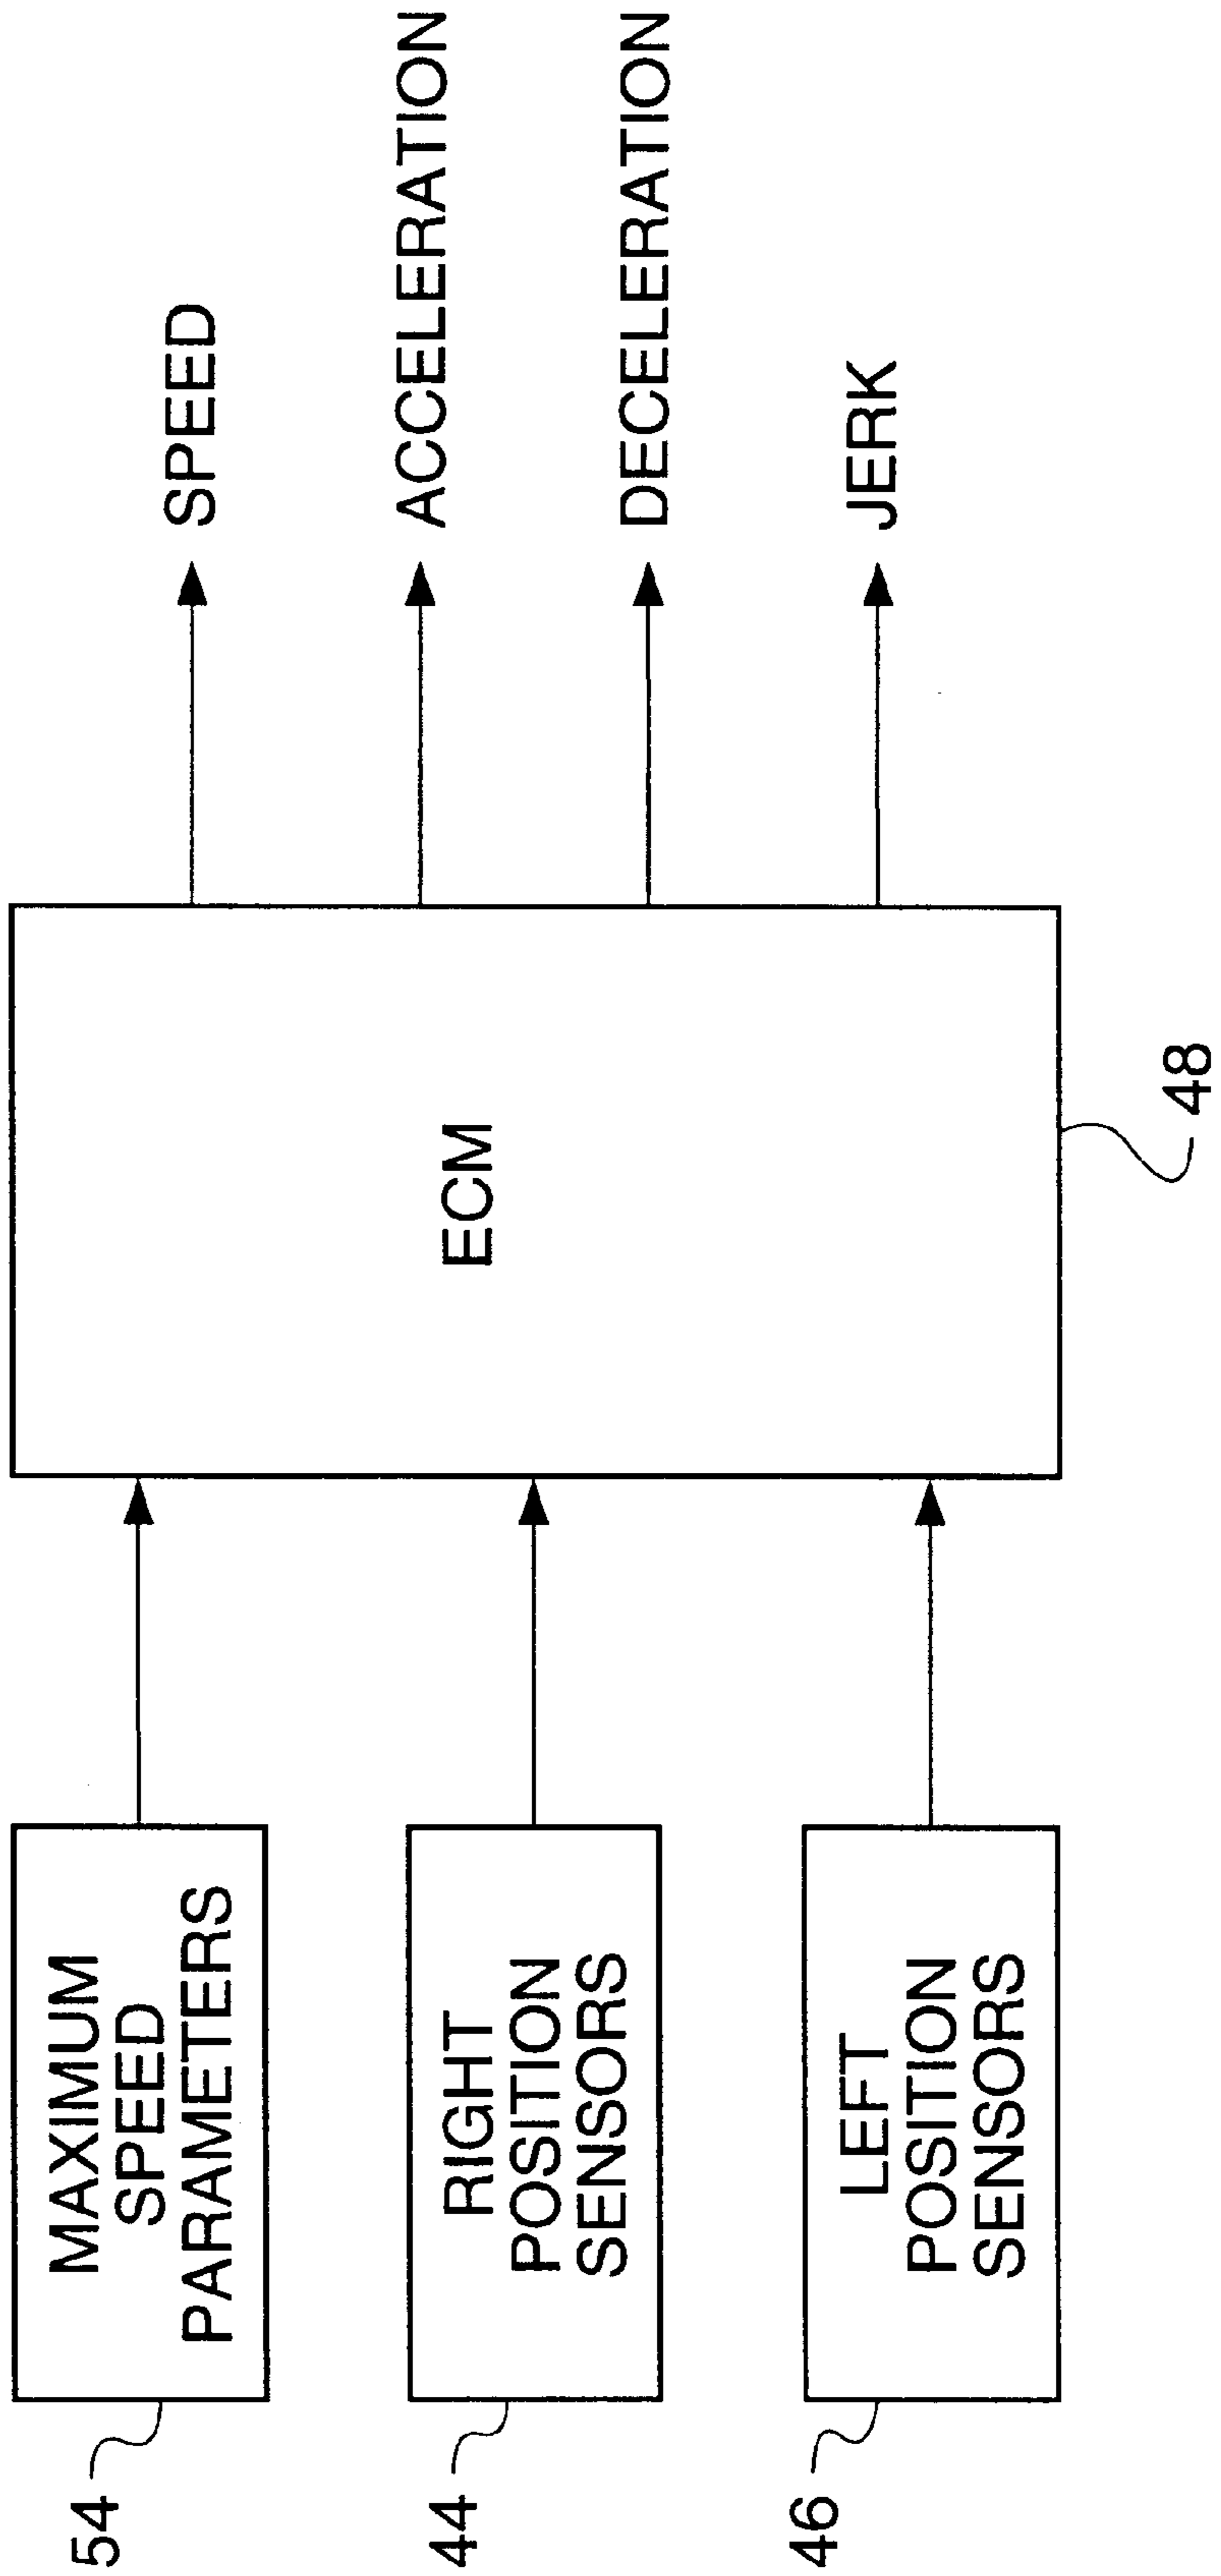 54
MAXIMUM
SPEED
PARAMETERS
44
RIGHT
POSITION
SENSORS
46
LEFT
POSITION
SENSORS
ECM
48
SPEED
ACCELERATION
DECELERATION
JERK